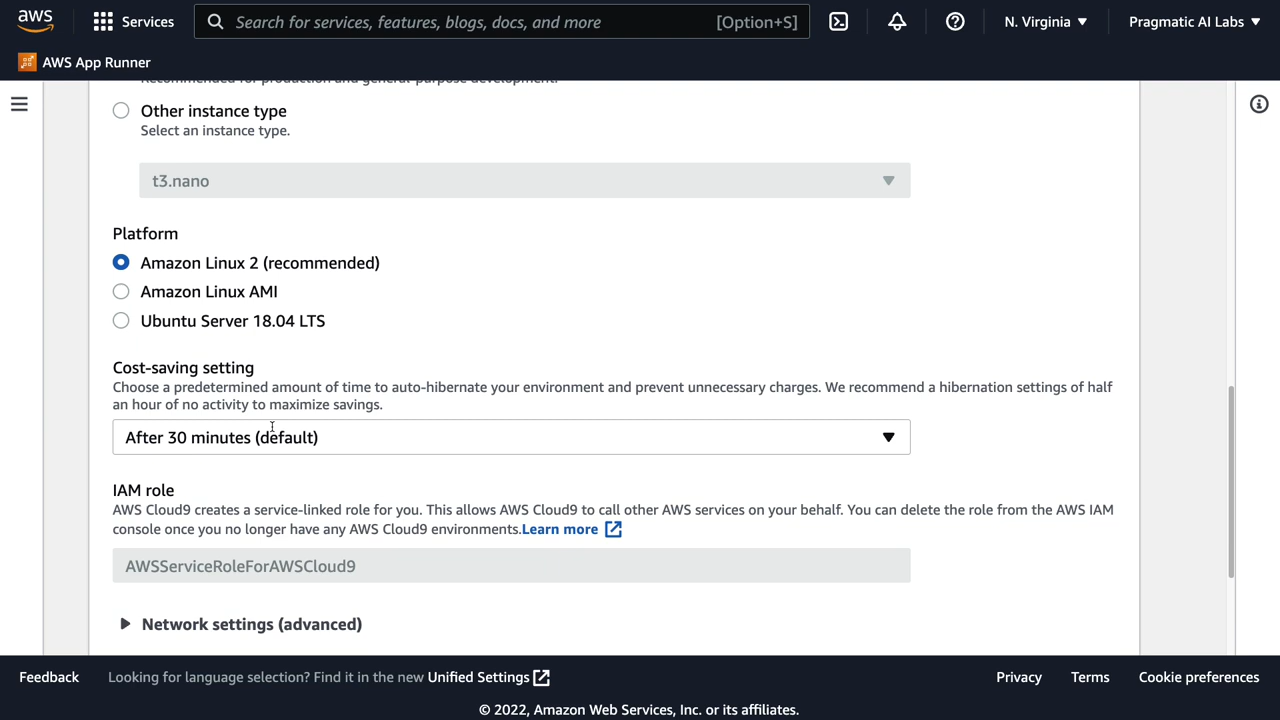 aws
Services
Search for services, features, blogs, docs, and more
[Option+S]
N. Virginia
Pragmatic AI Labs
AWS App Runner
Recommended for production and general-purpose development.
Other instance type
Select an instance type.
t3.nano
Platform
Amazon Linux 2 (recommended)
Amazon Linux AMI
Ubuntu Server 18.04 LTS
Cost-saving setting
Choose a predetermined amount of time to auto-hibernate your environment and prevent unnecessary charges. We recommend a hibernation settings of half
an hour of no activity to maximize savings.
After 30 minutes (default)
IAM role
AWS Cloud9 creates a service-linked role for you. This allows AWS Cloud9 to call other AWS services on your behalf. You can delete the role from the AWS IAM
console once you no longer have any AWS Cloud9 environments.Learn more
AWSServiceRoleForAWSCloud9
Network settings (advanced)
Feedback
Looking for language selection? Find it in the new Unified Settings
Privacy
Terms
Cookie preferences
© 2022, Amazon Web Services, Inc. or its affiliates.